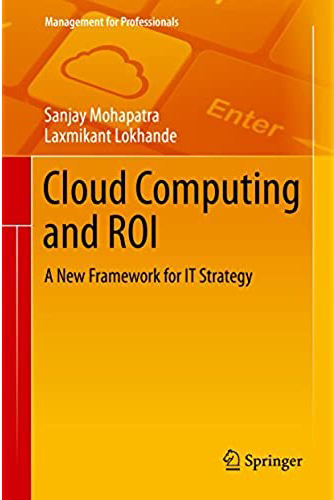 Management for Professionals
Sanjay Mohapatra
Laxmikant Lokhande
Enter
Cloud Computing
and ROI
A New Framework for IT Strategy
Springer